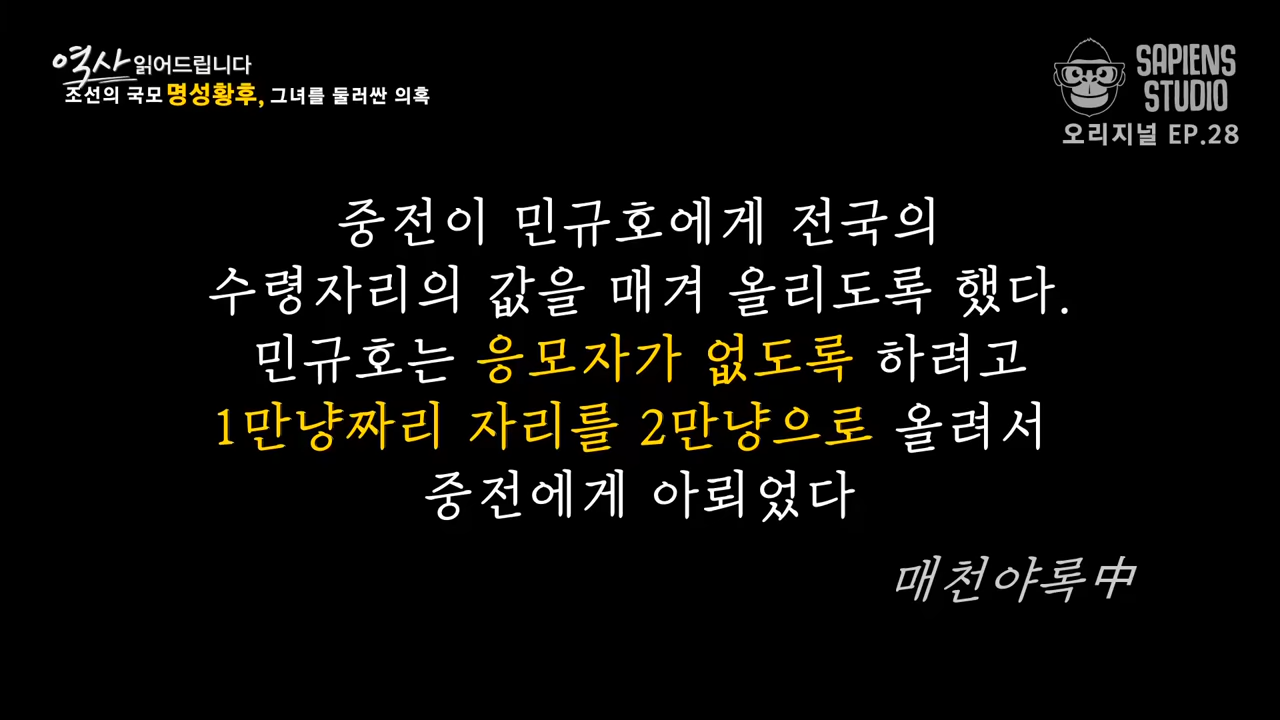 역사 읽어드립니다
조선의 국모 명성황후, 그녀를 둘러싼 의혹
SAPIENS
STUDIO
오리지널 EP.28
중전이 민규호에게 전국의
수령자리의 값을 매겨 올리도록 했다.
민규호는 응모자가 없도록 하려고
1만냥짜리 자리를 2만냥으로 올려서
중전에게 아뢰었다
매천야록中